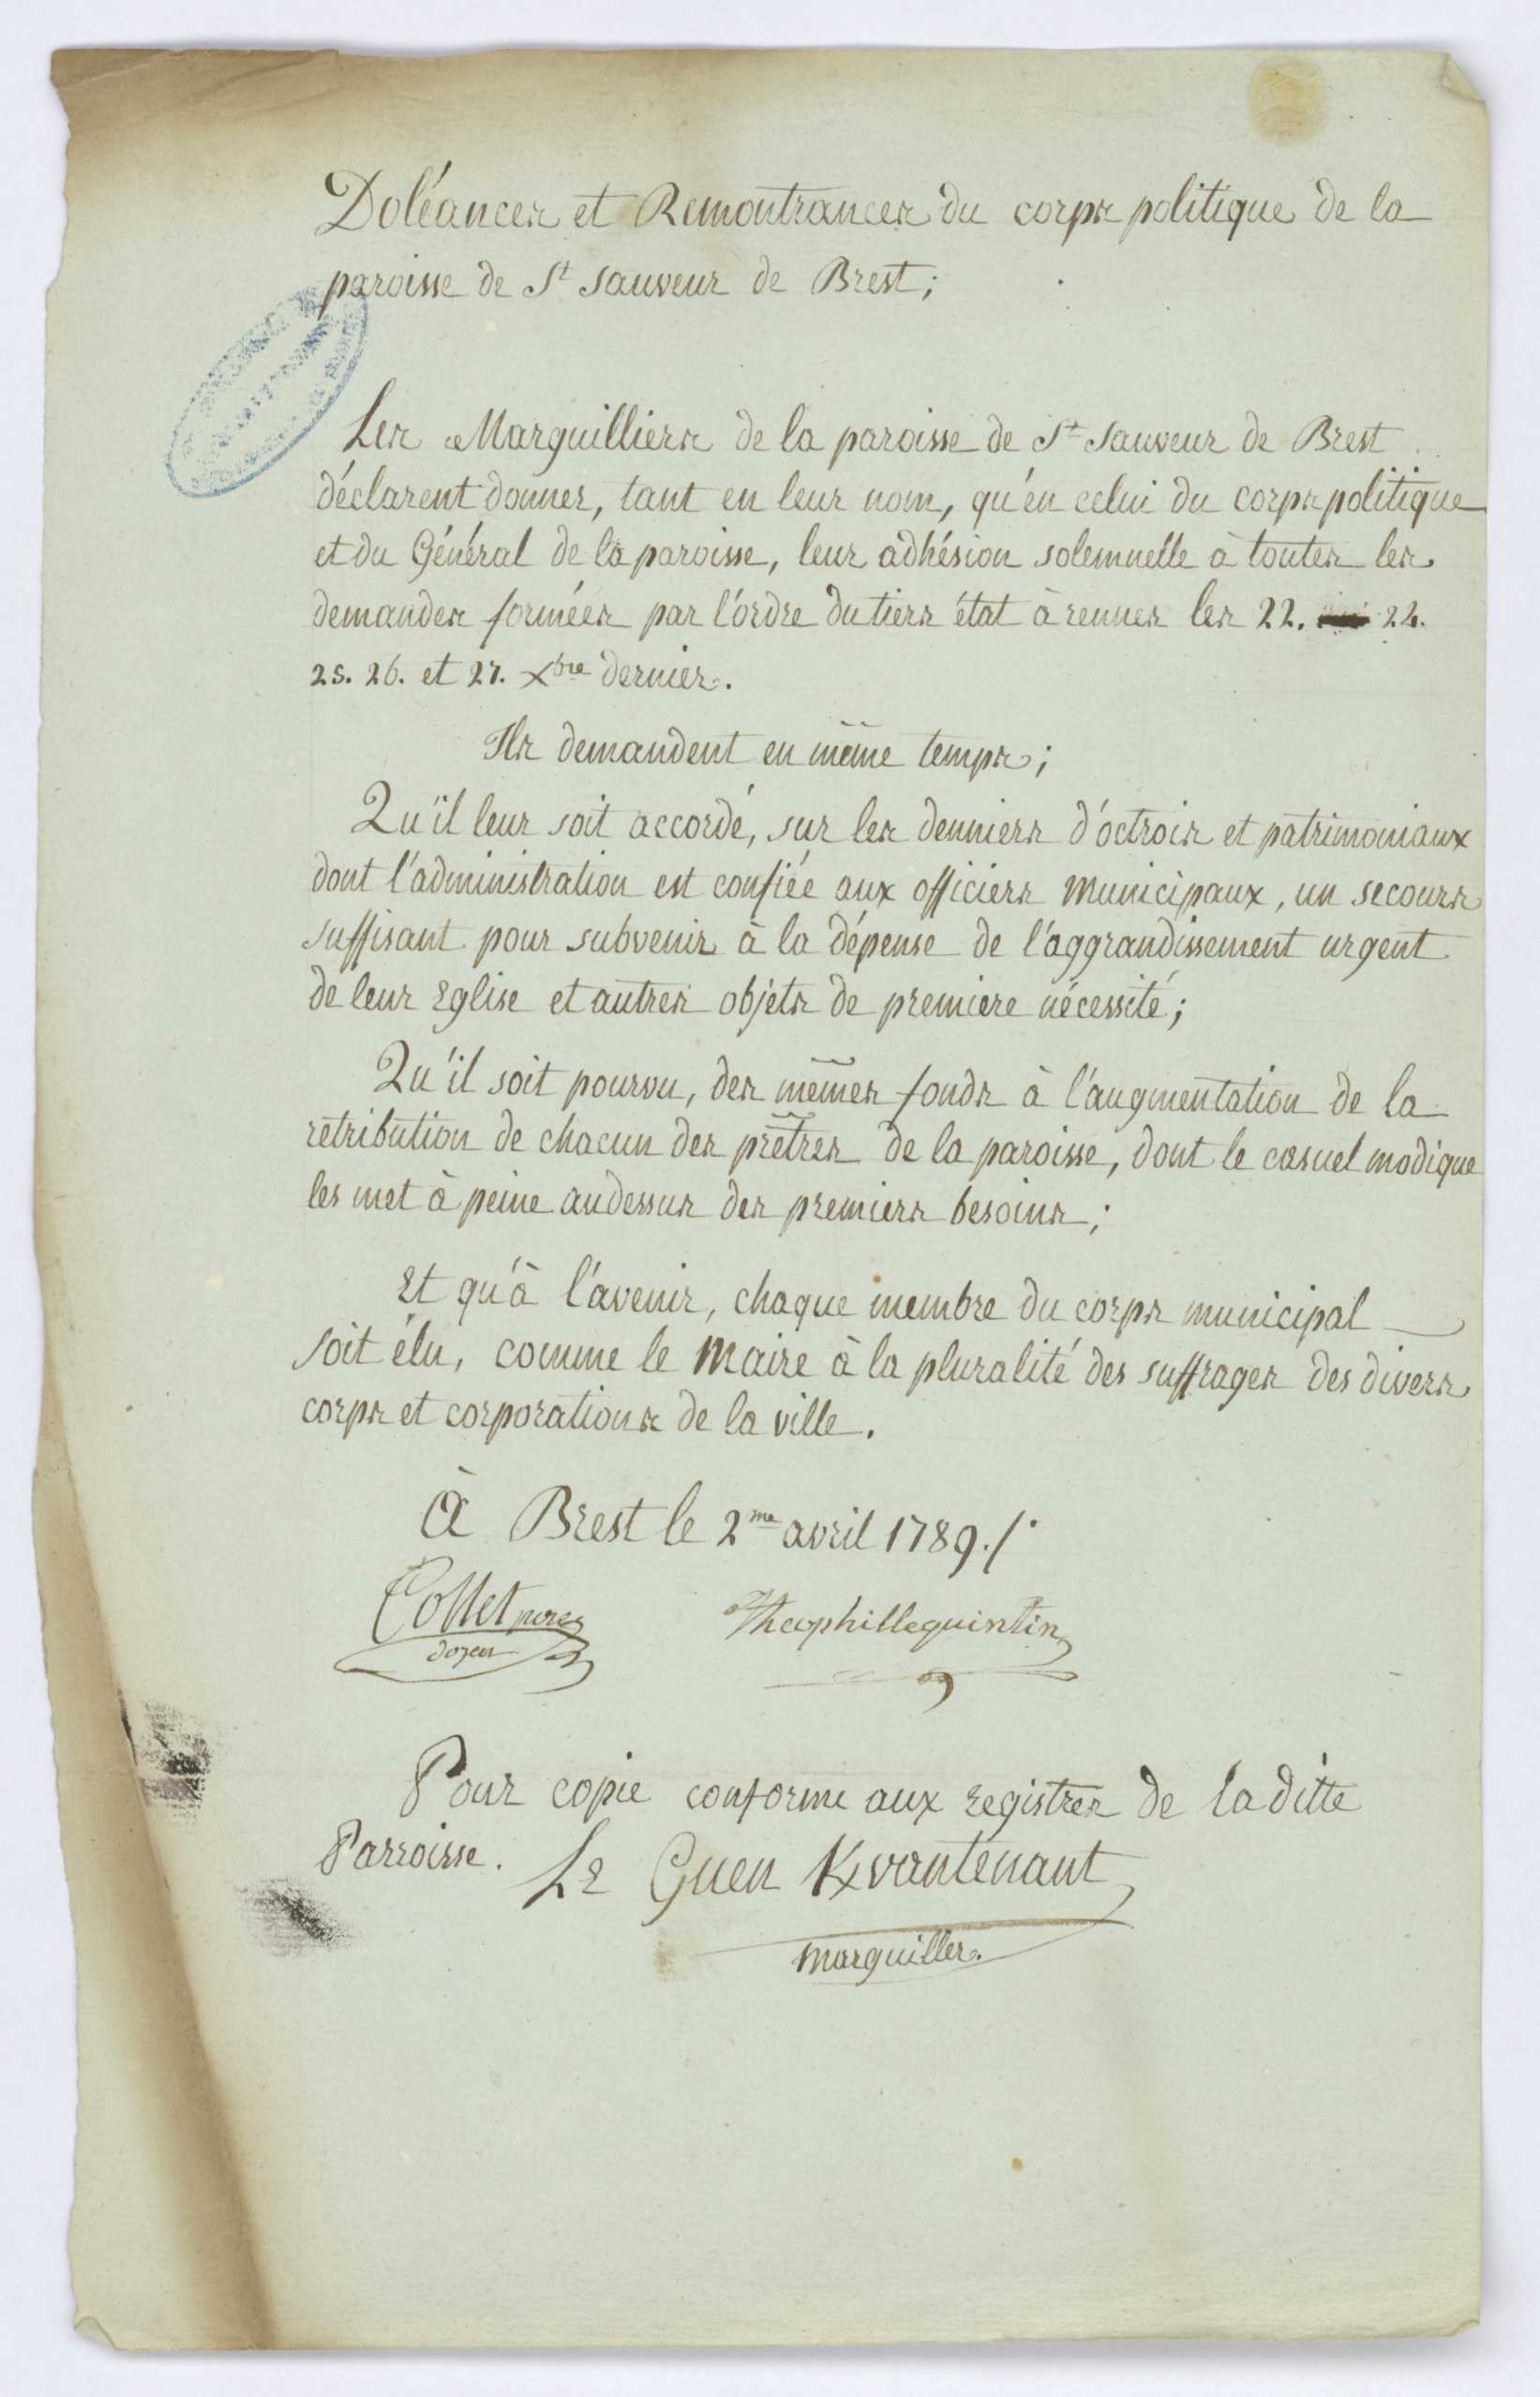 Doléances et Remontrances du corps politique de la
paroisse de St Sauveur de Brest;
Les Marguilliers de la paroisse de St Sauveur de Brest
déclarent donner, tant en leur nom, qu'en celui du corps politique
et du Général de la paroisse, leur adhésion solemnelle à toutes les
demandes formées par l'ordre du tiers état à rennes les 22. 24.
25. 26. et 27. Xbre dernier.
Ils demandent en même temps;
Qu'il leur soit accordé, sur les denniers d'octrois et patrimoniaux
dont l'administration est confiée aux officiers municipaux, un secours
suffisant pour subvenir à la dépense de l'aggrandissement urgent
de leur Eglise et autres objets de premiere nécessité;
Qu'il soit pourvu, des mêmes fonds à l'augmentation de la
retribution de chacun des prêtres de la paroisse, dont le casuel modique
les met à peine audessus des premiers besoins;
Et qu'à l'avenir, chaque membre du corps municipal
soit élu, comme le Maire à la pluralité des suffrages des divers
corps et corporations de la ville.
à Brest le 2me avril 1789./.
Collet pere
doyen
Theophille quintin
Pour copie conforme aux registres de laditte
Parroisse. Le Guen Kvantenant
marguiller.